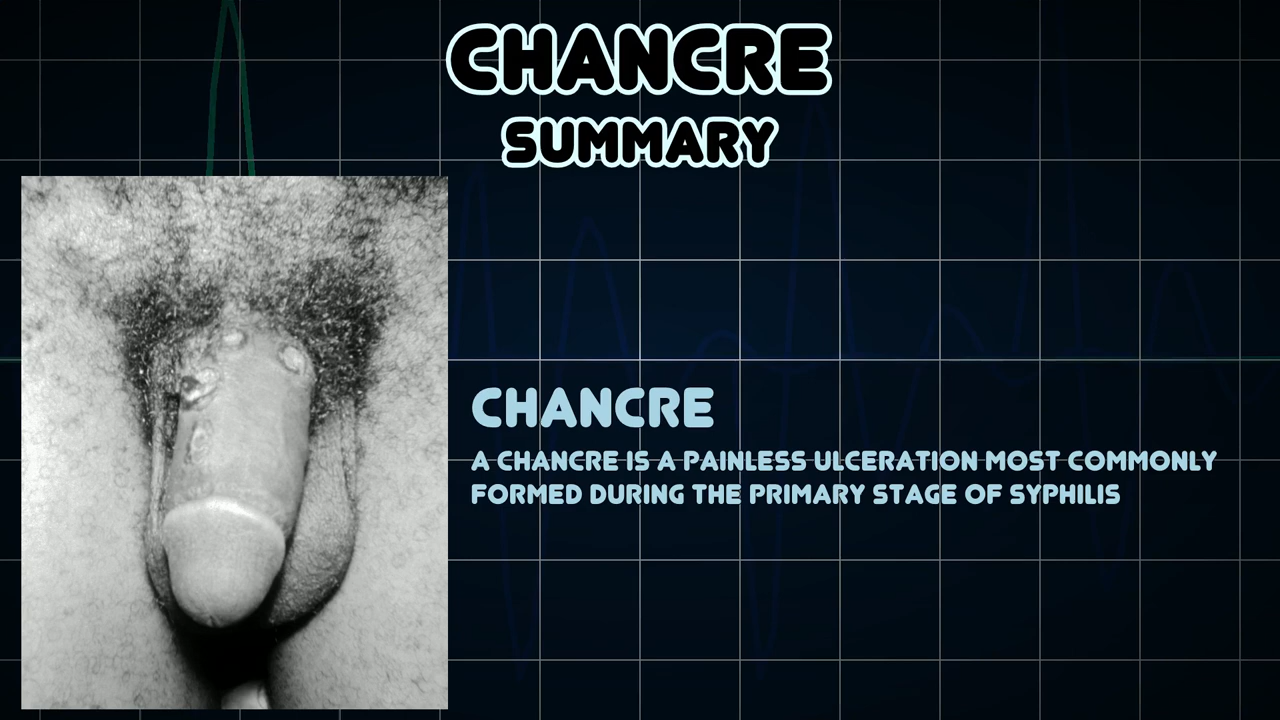 CHANCRE
SUMMARY
CHANCRE
A CHANCRE IS A PAINLESS ULCERATION MOST COMMONLY
FORMED DURING THE PRIMARY STAGE OF SYPHILIS